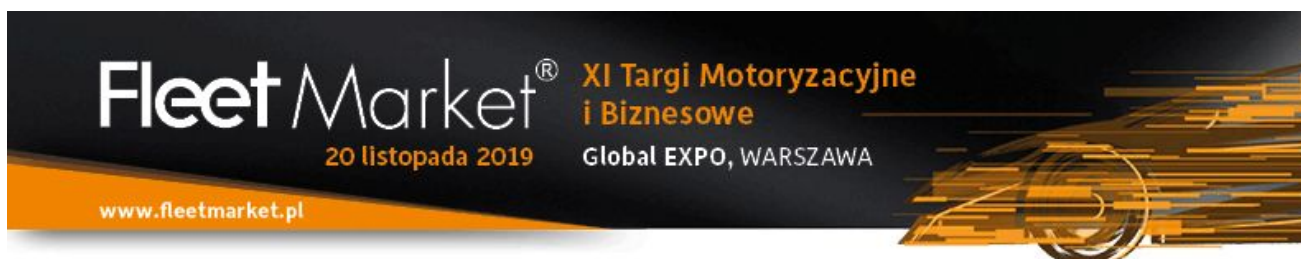 Fleet Market®
20 listopada 2019
XI Targi Motoryzacyjne
i Biznesowe
Global EXPO, WARSZAWA
www.fleetmarket.pl